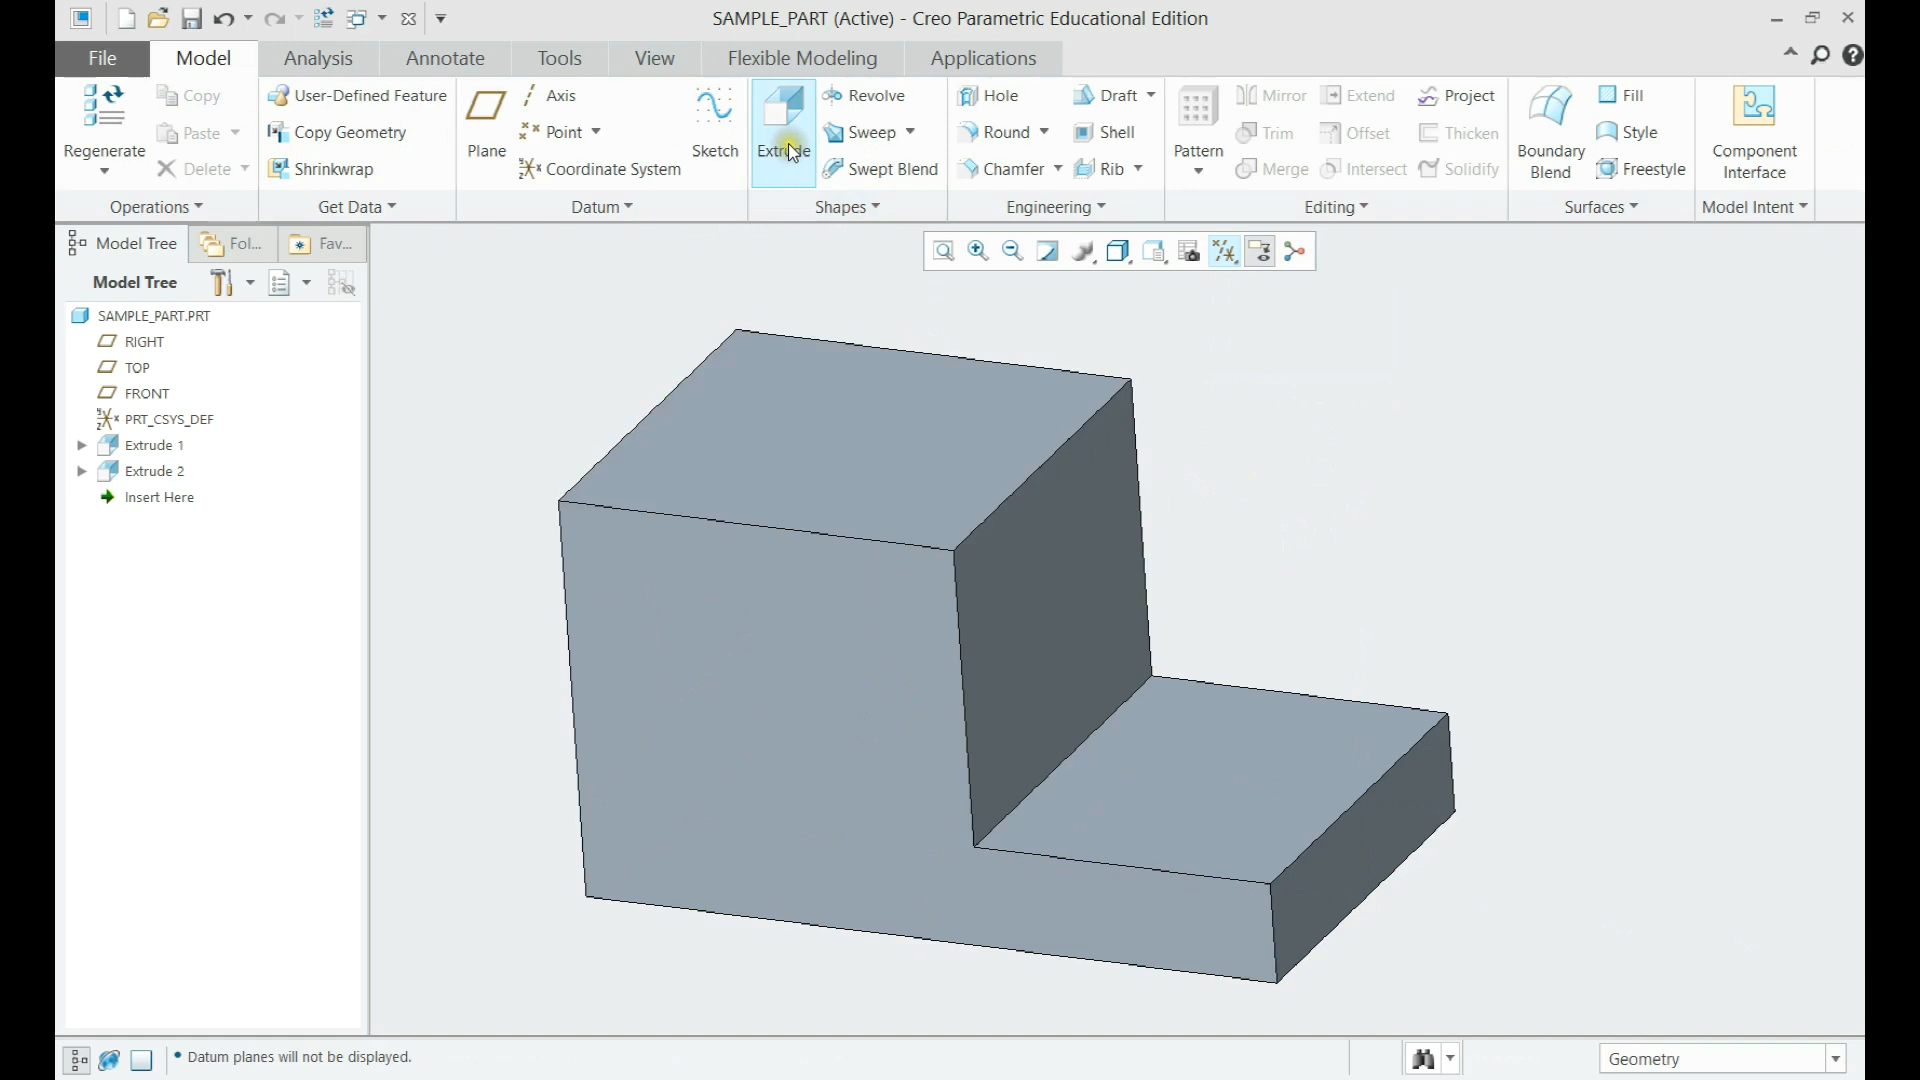 SAMPLE_PART (Active) - Creo Parametric Educational Edition
File Model Analysis Annotate Tools View Flexible Modeling Applications
Regenerate
Copy
Paste
Delete
Operations
User-Defined Feature
Copy Geometry
Shrinkwrap
Get Data
Plane
Axis
Point
Coordinate System
Sketch
Datum
Extrude
Revolve
Sweep
Swept Blend
Shapes
Hole
Round
Chamfer
Draft
Shell
Rib
Engineering
Pattern
Mirror
Trim
Merge
Extend
Offset
Intersect
Project
Thicken
Solidify
Editing
Boundary
Blend
Fill
Style
Freestyle
Surfaces
Component
Interface
Model Intent
Model Tree Fol... Fav...
Model Tree
SAMPLE_PART.PRT
RIGHT
TOP
FRONT
PRT_CSYS_DEF
Extrude 1
Extrude 2
Insert Here
• Datum planes will not be displayed.
Geometry